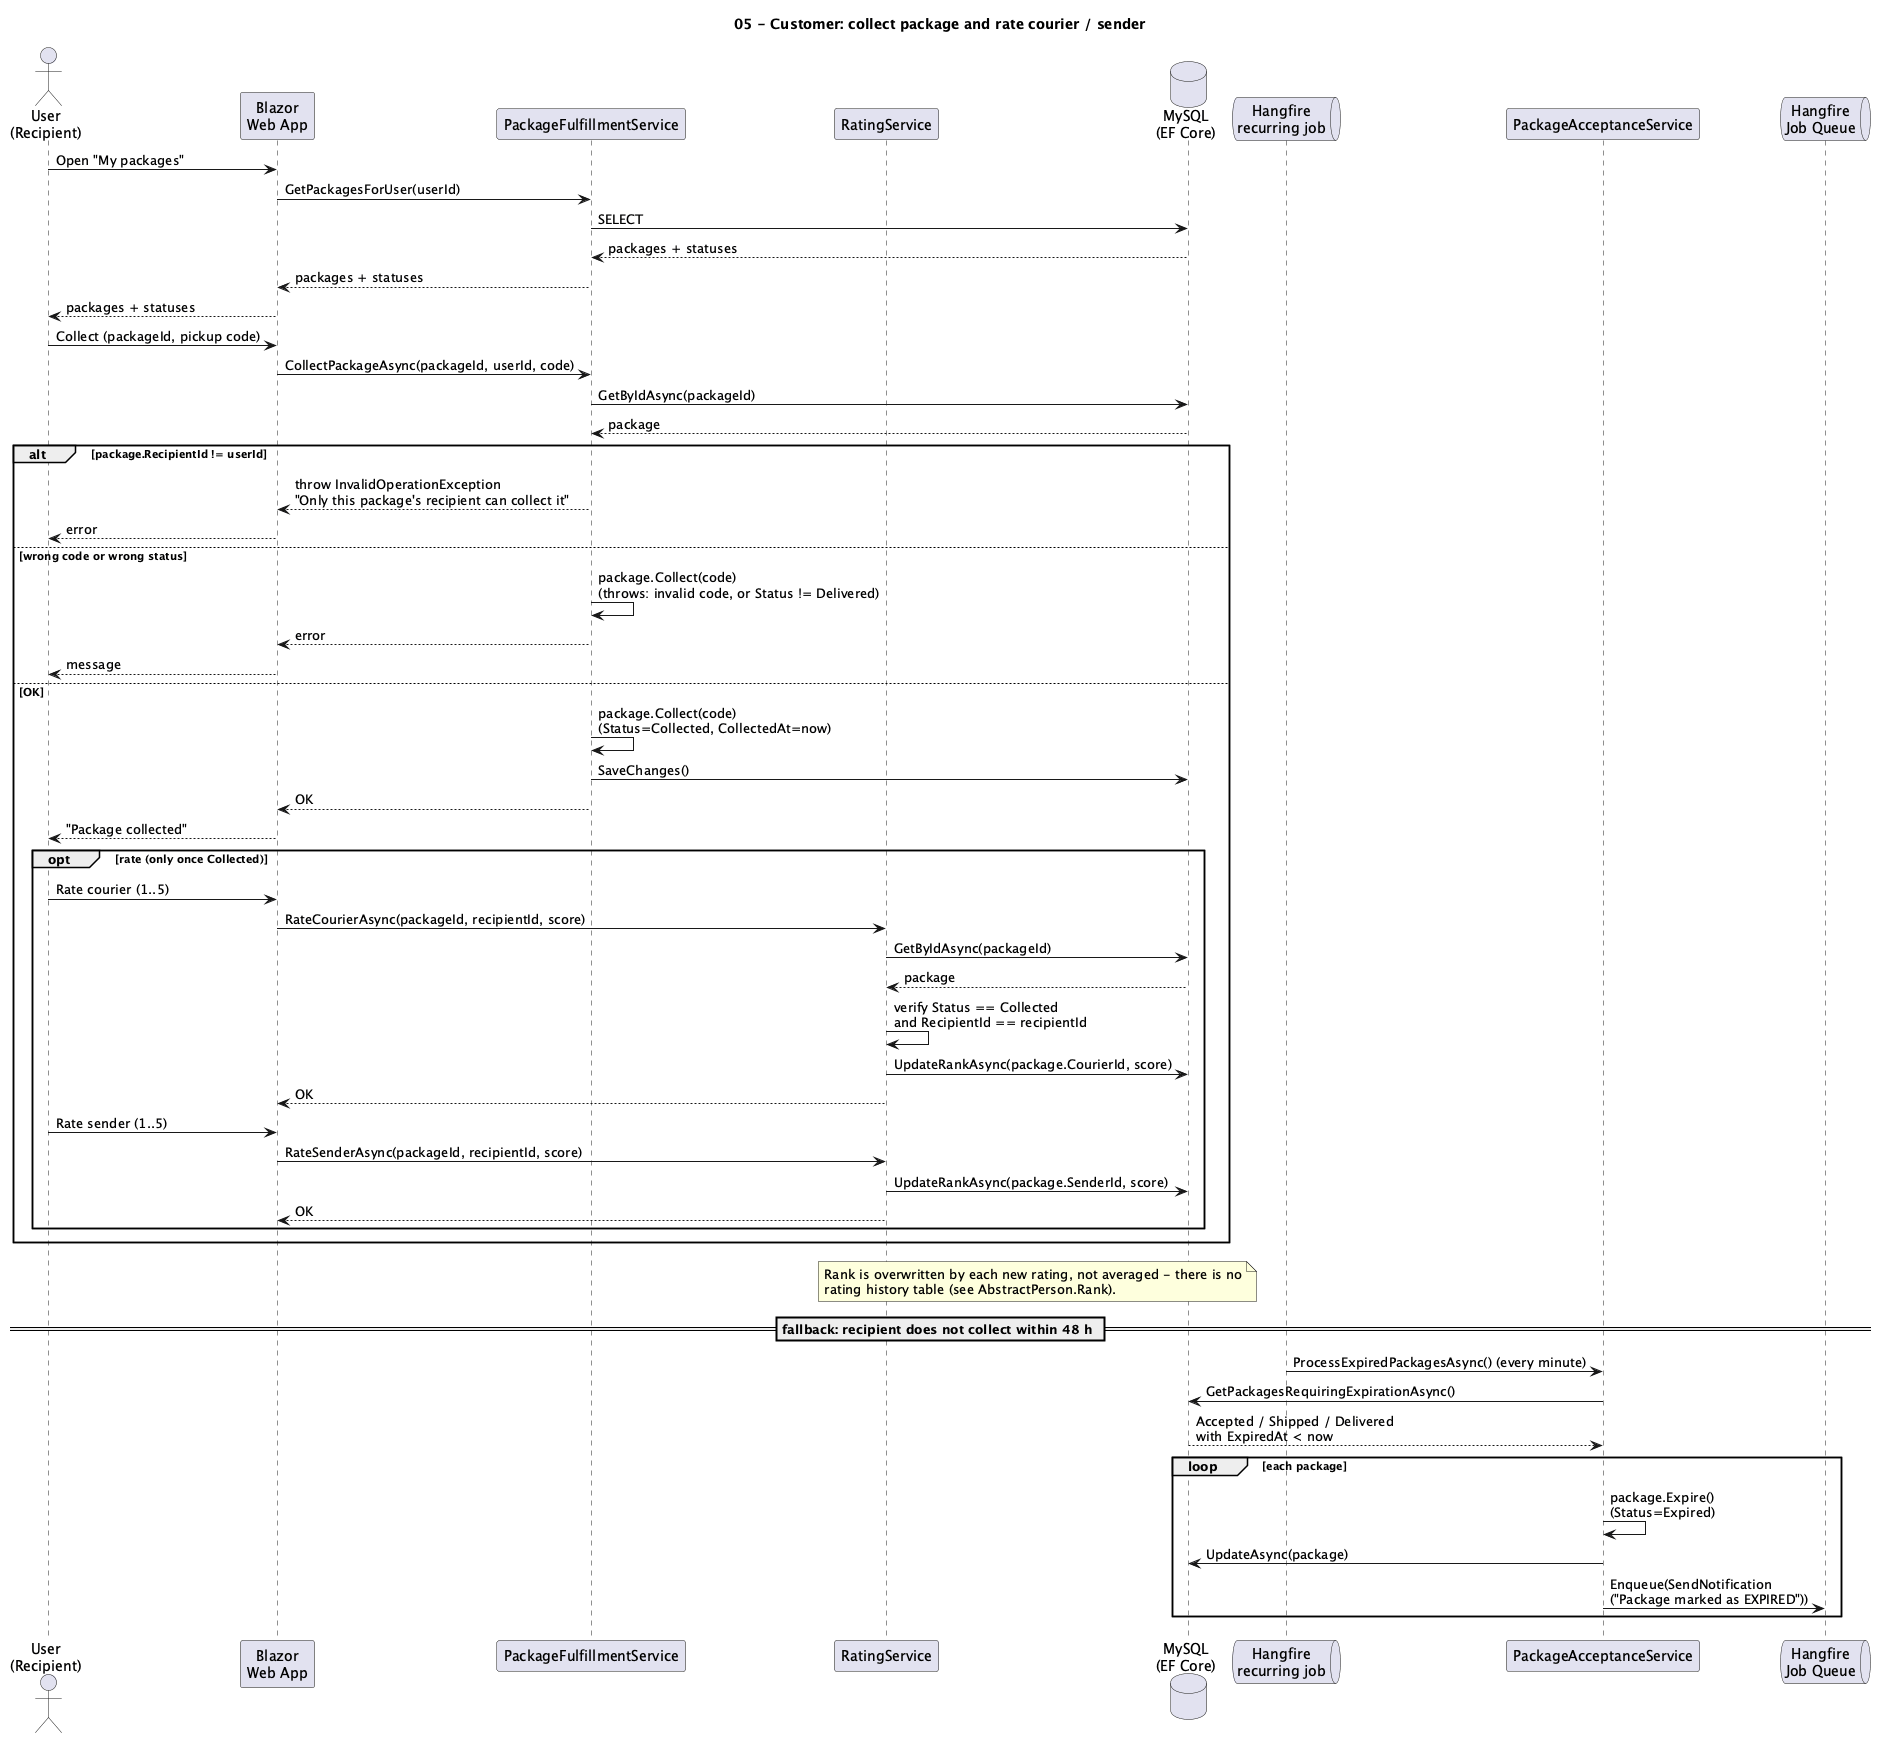 05 – Customer: collect package and rate courier / sender
User
(Recipient)
Blazor
Web App
PackageFulfillmentService
RatingService
MySQL
(EF Core)
Hangfire
recurring job
PackageAcceptanceService
Hangfire
Job Queue
Open "My packages"
GetPackagesForUser(userId)
SELECT
packages + statuses
packages + statuses
packages + statuses
Collect (packageId, pickup code)
CollectPackageAsync(packageId, userId, code)
GetByIdAsync(packageId)
package
alt [package.RecipientId != userId]
throw InvalidOperationException
"Only this package's recipient can collect it"
error
[wrong code or wrong status]
package.Collect(code)
(throws: invalid code, or Status != Delivered)
error
message
[OK]
package.Collect(code)
(Status=Collected, CollectedAt=now)
SaveChanges()
OK
"Package collected"
opt [rate (only once Collected)]
Rate courier (1..5)
RateCourierAsync(packageId, recipientId, score)
GetByIdAsync(packageId)
package
verify Status == Collected
and RecipientId == recipientId
UpdateRankAsync(package.CourierId, score)
OK
Rate sender (1..5)
RateSenderAsync(packageId, recipientId, score)
UpdateRankAsync(package.SenderId, score)
OK
Rank is overwritten by each new rating, not averaged – there is no
rating history table (see AbstractPerson.Rank).
fallback: recipient does not collect within 48 h
ProcessExpiredPackagesAsync() (every minute)
GetPackagesRequiringExpirationAsync()
Accepted / Shipped / Delivered
with ExpiredAt < now
loop [each package]
package.Expire()
(Status=Expired)
UpdateAsync(package)
Enqueue(SendNotification
("Package marked as EXPIRED"))
User
(Recipient)
Blazor
Web App
PackageFulfillmentService
RatingService
MySQL
(EF Core)
Hangfire
recurring job
PackageAcceptanceService
Hangfire
Job Queue